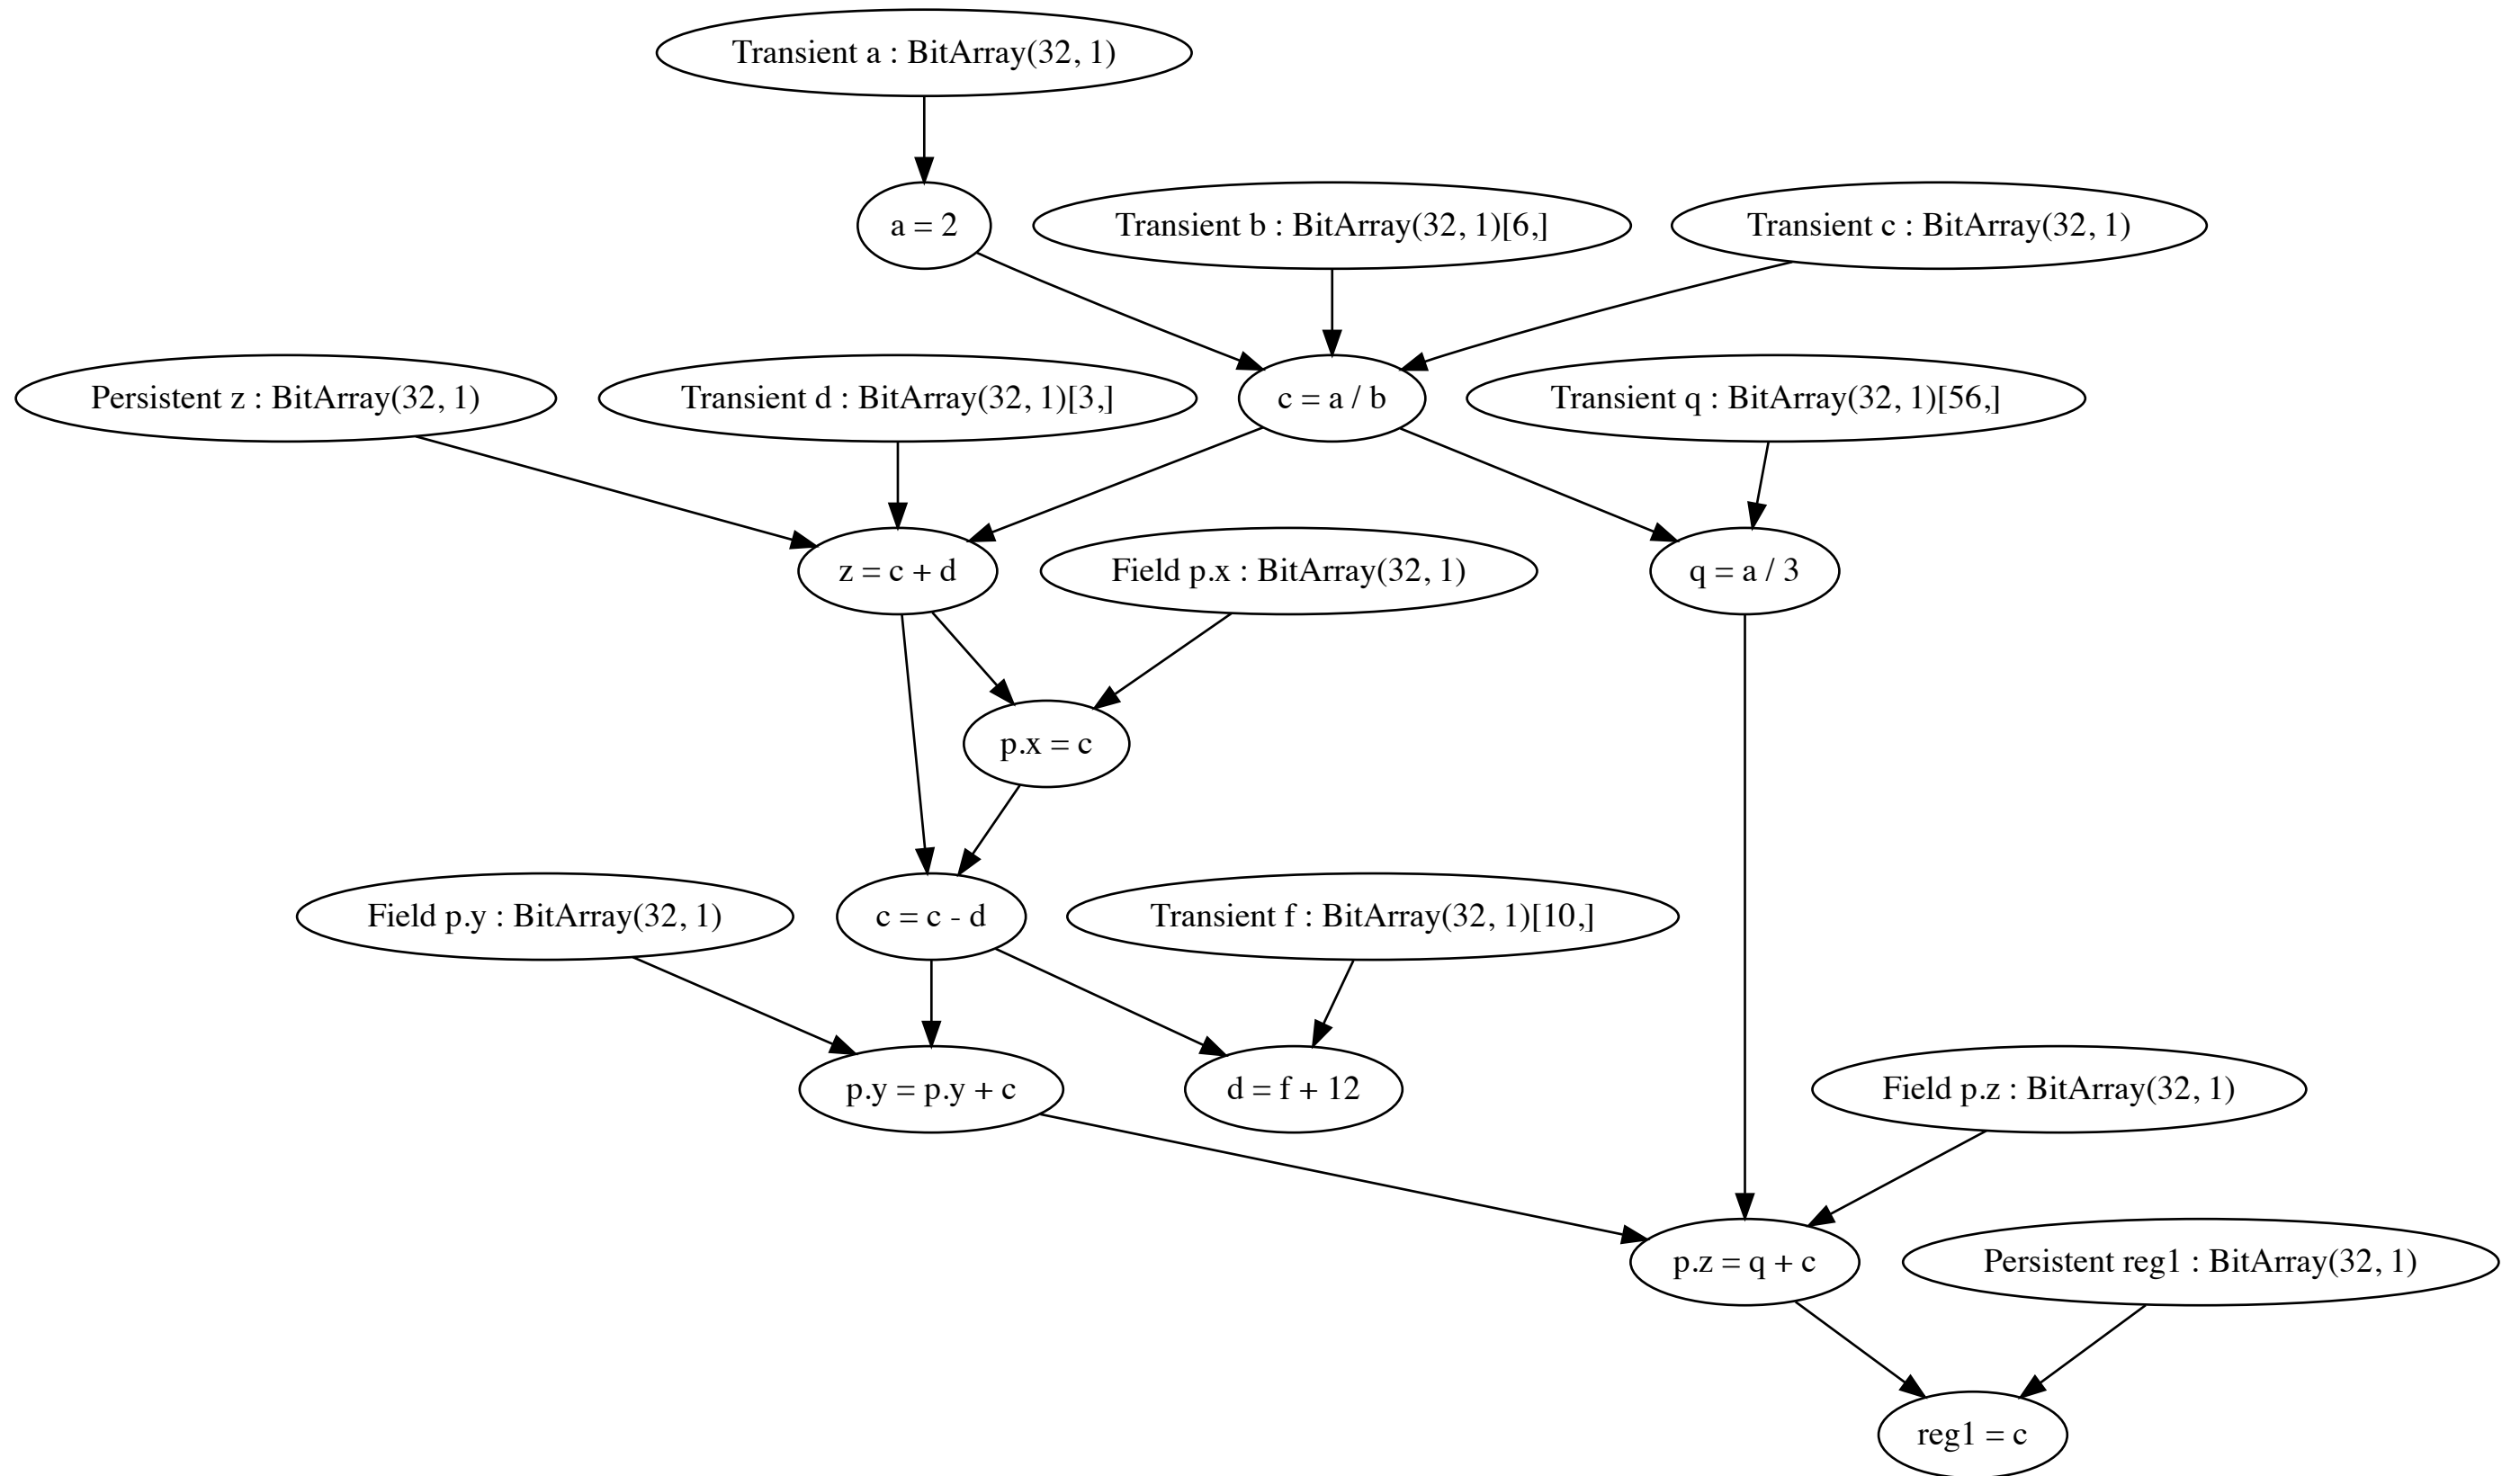 Transient a : BitArray(32, 1)
a = 2
Transient b : BitArray(32, 1)[6,]
Transient c : BitArray(32, 1)
Persistent z : BitArray(32, 1)
Transient d : BitArray(32, 1)[3,]
c = a / b
Transient q : BitArray(32, 1)[56,]
z = c + d
Field p.x : BitArray(32, 1)
q = a / 3
p.x = c
Field p.y : BitArray(32, 1)
c = c - d
Transient f : BitArray(32, 1)[10,]
p.y = p.y + c
d = f + 12
Field p.z : BitArray(32, 1)
p.z = q + c
Persistent reg1 : BitArray(32, 1)
reg1 = c